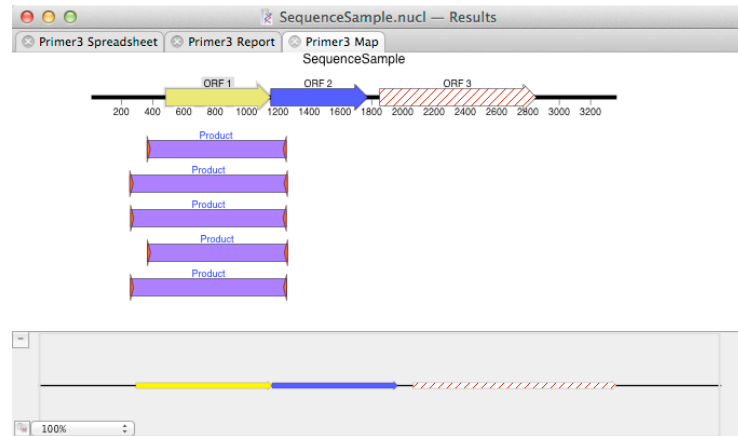 SequenceSample.nucl — Results
Primer3 Spreadsheet Primer3 Report Primer3 Map
SequenceSample
ORF 1 ORF 2 ORF 3
200 400 600 800 1000 1200 1400 1600 1800 2000 2200 2400 2600 2800 3000 3200
Product
Product
Product
Product
Product
100%